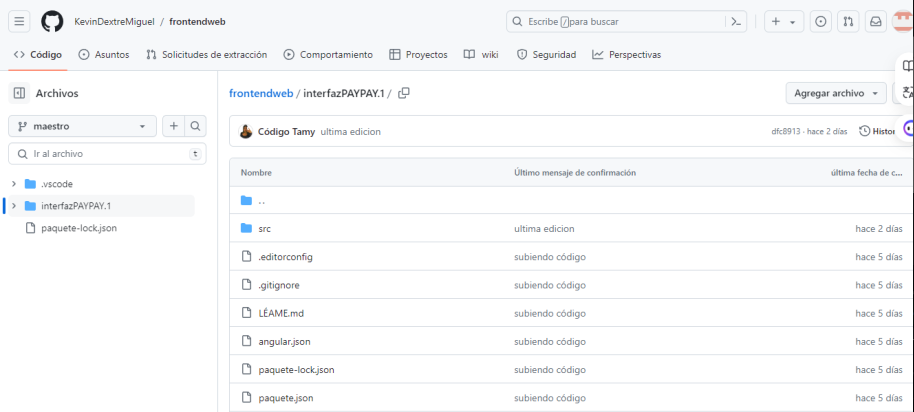 KevinDextreMiguel / frontendweb
Escribe / para buscar
Código
Asuntos
Solicitudes de extracción
Comportamiento
Proyectos
wiki
Seguridad
Perspectivas
Archivos
maestro
Ir al archivo
t
.vscode
interfazPAYPAY.1
paquete-lock.json
frontendweb / interfazPAYPAY.1 /
Agregar archivo
Código Tamy ultima edicion
dfc8913 · hace 2 días
Nombre Último mensaje de confirmación última fecha de c...
. .
src ultima edicion hace 2 días
.editorconfig subiendo código hace 5 días
.gitignore subiendo código hace 5 días
LÉAME.md subiendo código hace 5 días
angular.json subiendo código hace 5 días
paquete-lock.json subiendo código hace 5 días
paquete.json subiendo código hace 5 días